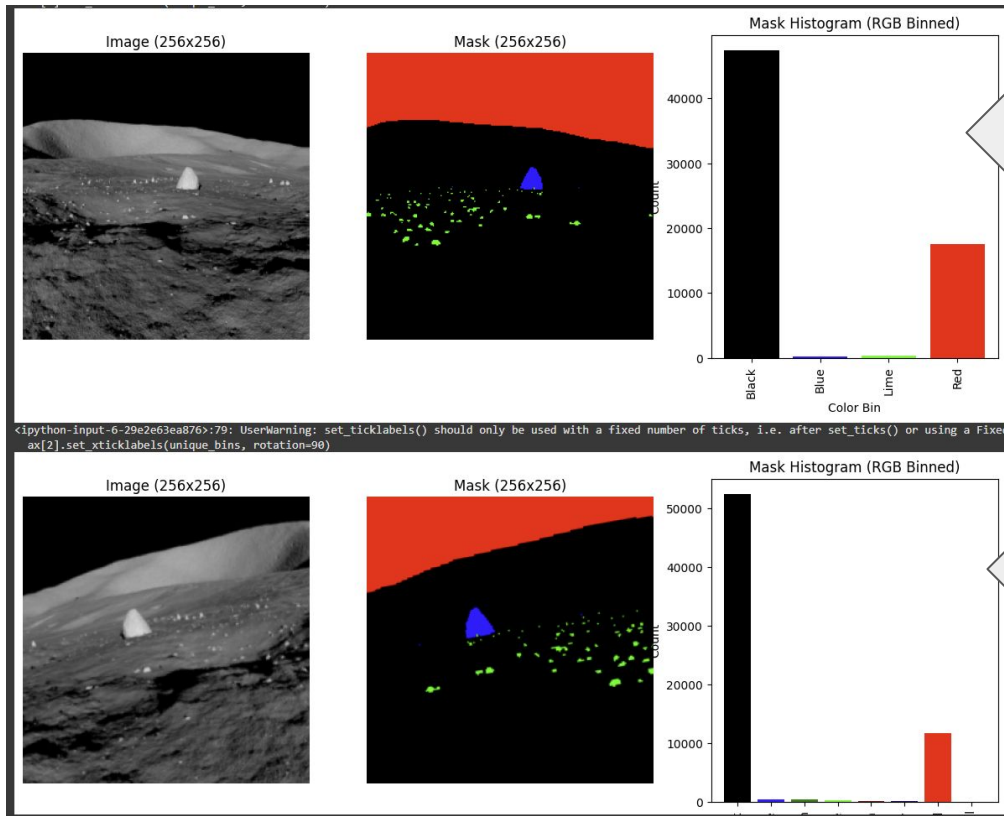 Image (256x256)
Mask (256x256)
Mask Histogram (RGB Binned)
40000
30000
20000
10000
0
Count
Black
Blue
Lime
Red
Color Bin
<ipython-input-6-29e2e63ea876>:79: UserWarning: set_ticklabels() should only be used with a fixed number of ticks, i.e. after set_ticks() or using a Fixe
ax[2].set_xticklabels(unique_bins, rotation=90)
Image (256x256)
Mask (256x256)
Mask Histogram (RGB Binned)
50000
40000
30000
20000
10000
0
Count